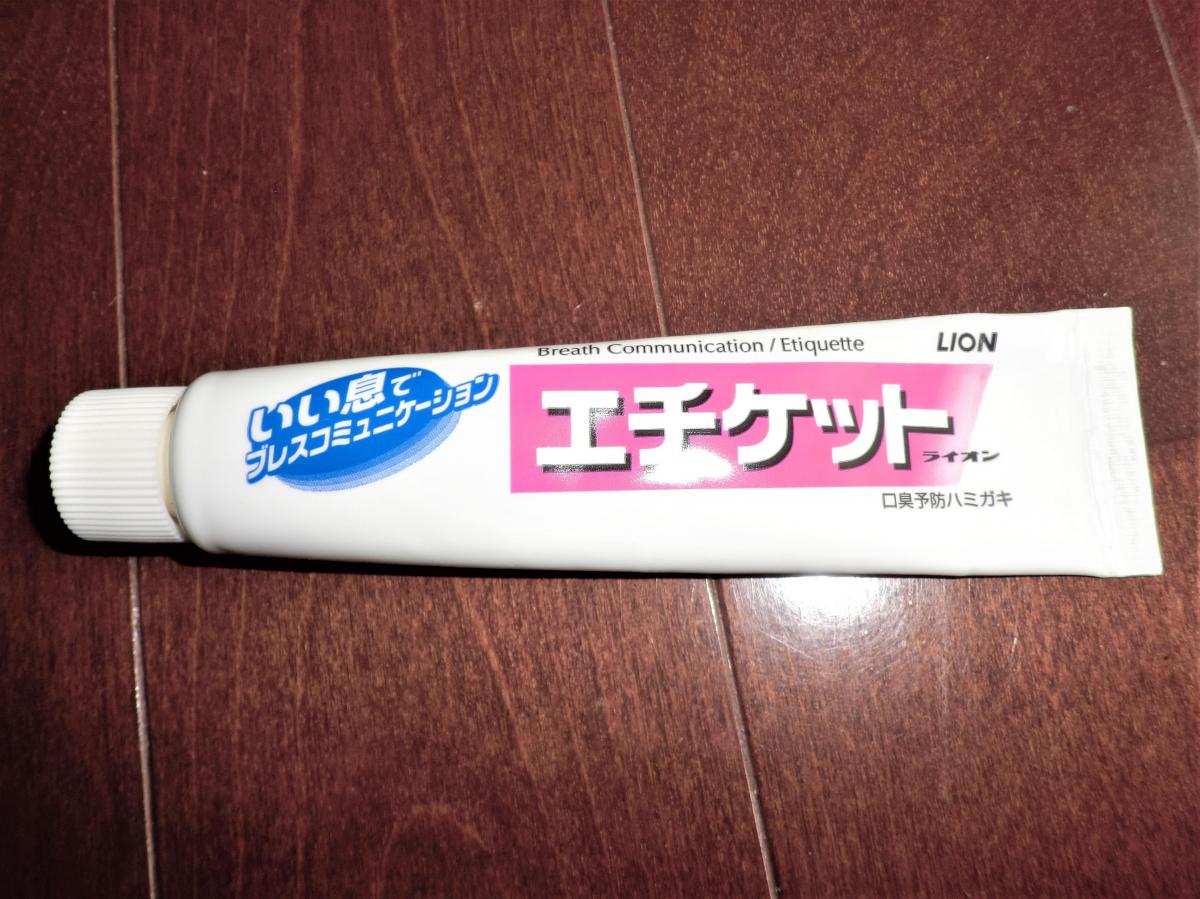 いい息で
ブレスコミュニケーション
Breath Communication / Etiquette
LION
エチケット
ライオン
口臭予防ハミガキ